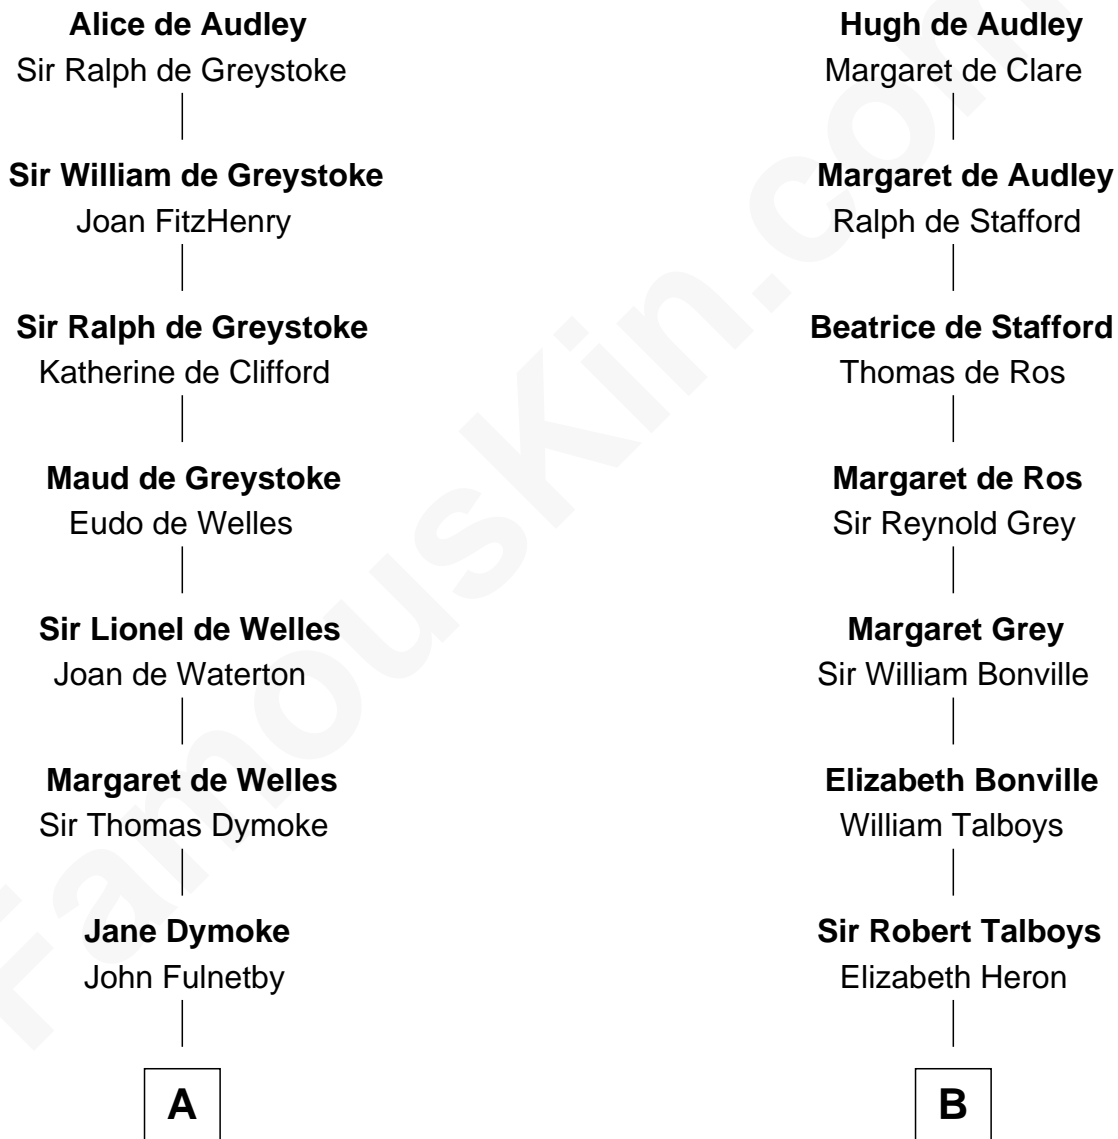 Alice de Audley
Sir Ralph de Greystoke
Sir William de Greystoke
Joan FitzHenry
Sir Ralph de Greystoke
Katherine de Clifford
Maud de Greystoke
Eudo de Welles
Sir Lionel de Welles
Joan de Waterton
Margaret de Welles
Sir Thomas Dymoke
Jane Dymoke
John Fulnetby
A
Hugh de Audley
Margaret de Clare
Margaret de Audley
Ralph de Stafford
Beatrice de Stafford
Thomas de Ros
Margaret de Ros
Sir Reynold Grey
Margaret Grey
Sir William Bonville
Elizabeth Bonville
William Talboys
Sir Robert Talboys
Elizabeth Heron
B
FamousKin.com